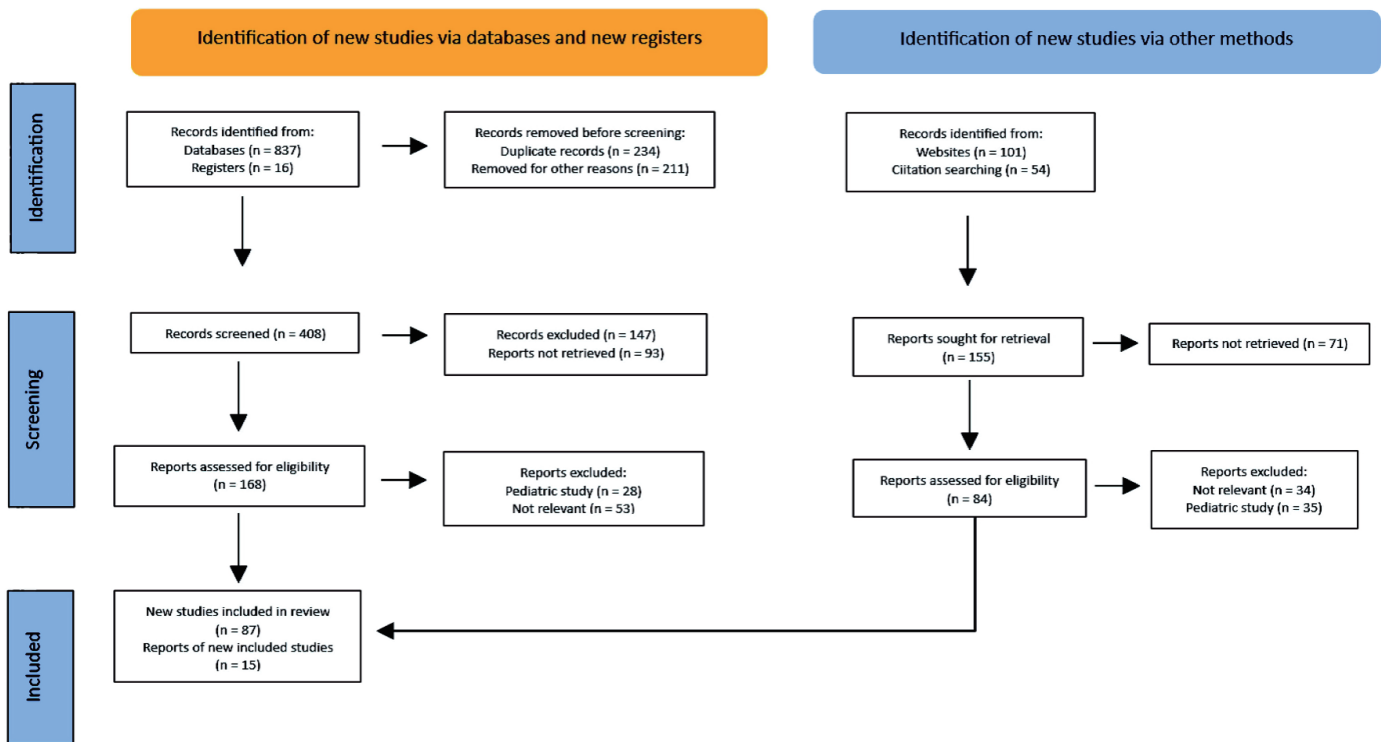 Identification of new studies via databases and new registers
Identification of new studies via other methods
Identification
Records identified from:
Databases (n = 837)
Registers (n = 16)
Records removed before screening:
Duplicate records (n = 234)
Removed for other reasons (n = 211)
Records identified from:
Websites (n = 101)
Ciitation searching (n = 54)
Screening
Records screened (n = 408)
Records excluded (n = 147)
Reports not retrieved (n = 93)
Reports sought for retrieval
(n = 155)
Reports not retrieved (n = 71)
Reports assessed for eligibility
(n = 168)
Reports excluded:
Pediatric study (n = 28)
Not relevant (n = 53)
Reports assessed for eligibility
(n = 84)
Reports excluded:
Not relevant (n = 34)
Pediatric study (n = 35)
Included
New studies included in review
(n = 87)
Reports of new included studies
(n = 15)